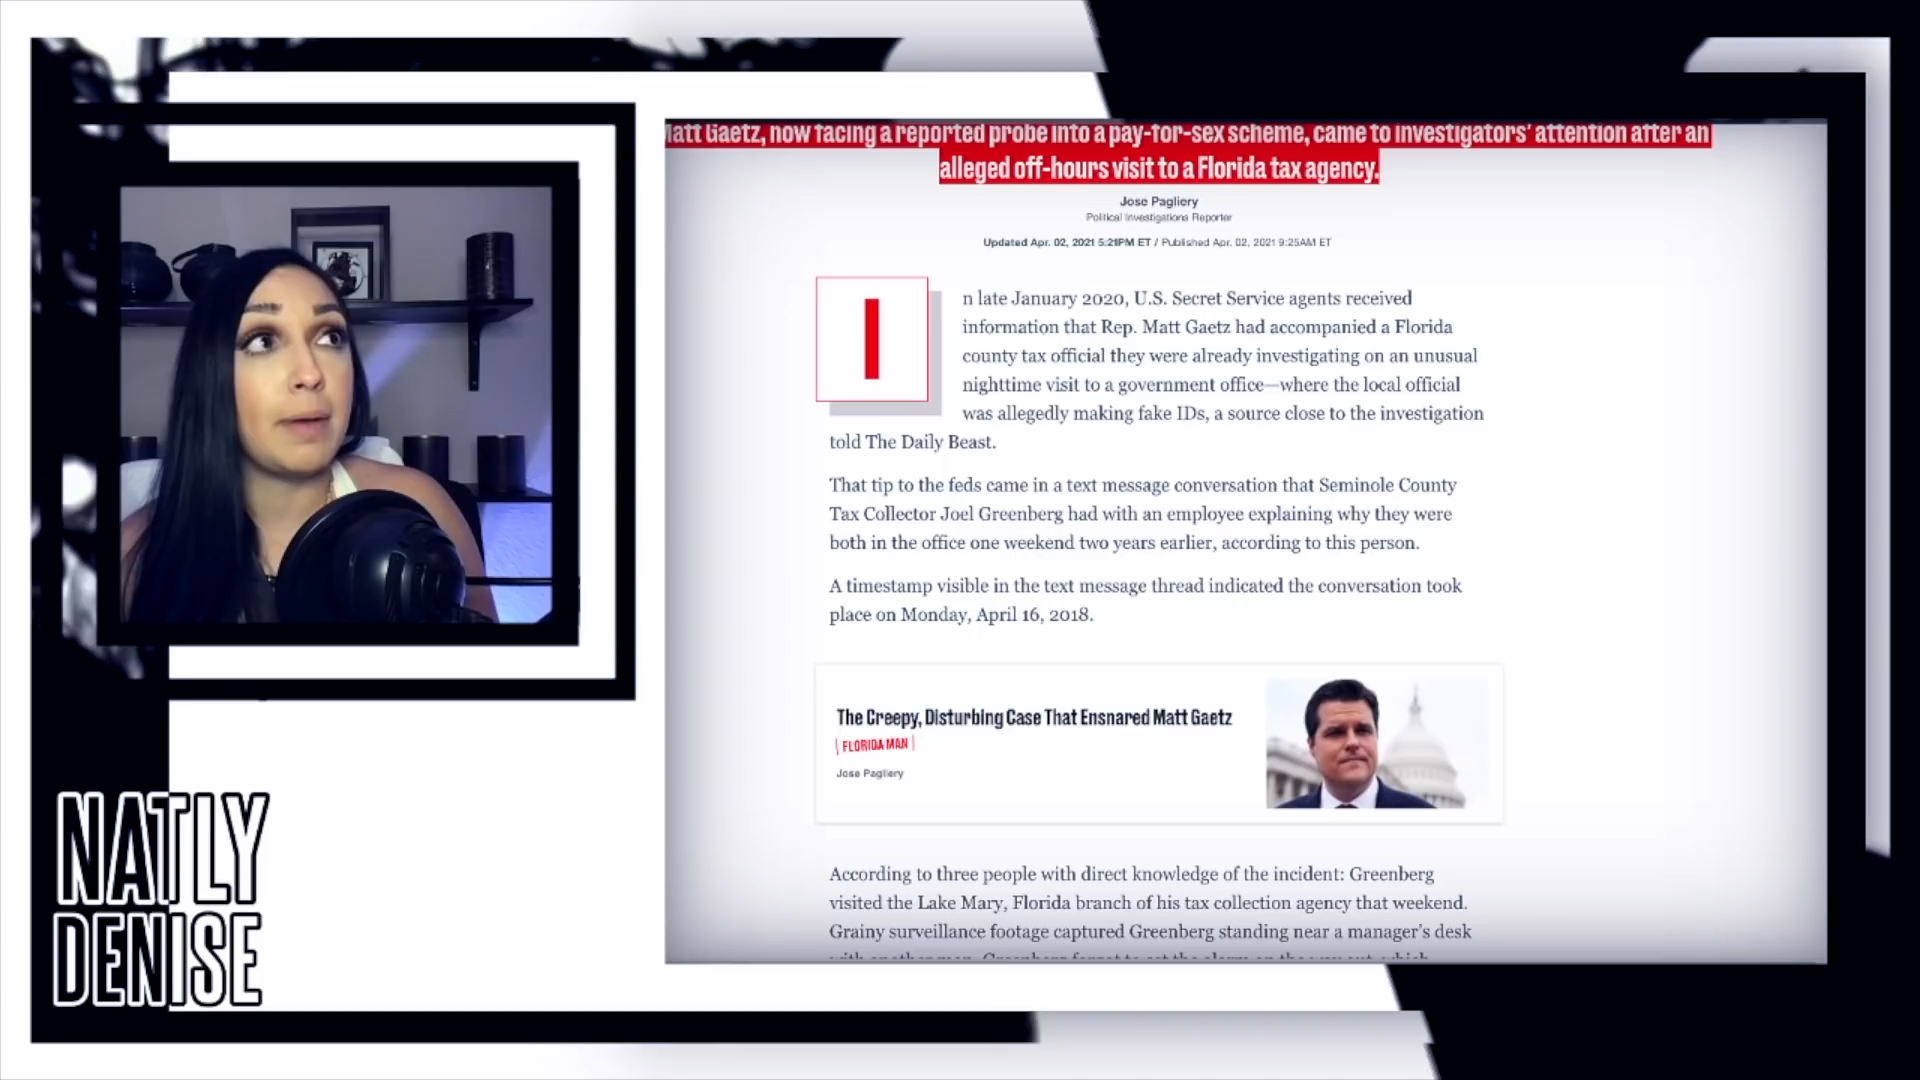 Matt Gaetz, now facing a reported probe into a pay-for-sex scheme, came to investigators' attention after an
alleged off-hours visit to a Florida tax agency.
Jose Pagliery
Political Investigations Reporter
Updated Apr. 02, 2021 5:21PM ET / Published Apr. 02, 2021 9:25AM ET
In late January 2020, U.S. Secret Service agents received
information that Rep. Matt Gaetz had accompanied a Florida
county tax official they were already investigating on an unusual
nighttime visit to a government office—where the local official
was allegedly making fake IDs, a source close to the investigation
told The Daily Beast.
That tip to the feds came in a text message conversation that Seminole County
Tax Collector Joel Greenberg had with an employee explaining why they were
both in the office one weekend two years earlier, according to this person.
A timestamp visible in the text message thread indicated the conversation took
place on Monday, April 16, 2018.
The Creepy, Disturbing Case That Ensnared Matt Gaetz
FLORIDA MAN
Jose Pagliery
According to three people with direct knowledge of the incident: Greenberg
visited the Lake Mary, Florida branch of his tax collection agency that weekend.
Grainy surveillance footage captured Greenberg standing near a manager's desk
NATLY
DENISE